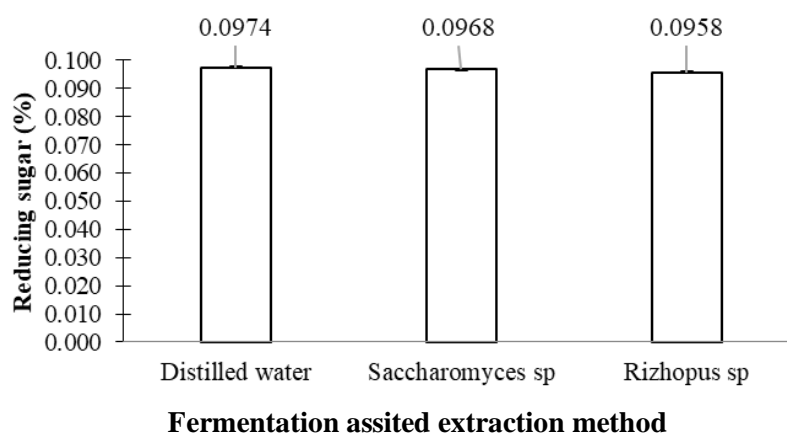 0.0974 0.0968 0.0958
0.100
0.090
0.080
0.070
0.060
0.050
0.040
0.030
0.020
0.010
0.000
Reducing sugar (%)
Distilled water Saccharomyces sp Rizhopus sp
Fermentation assited extraction method